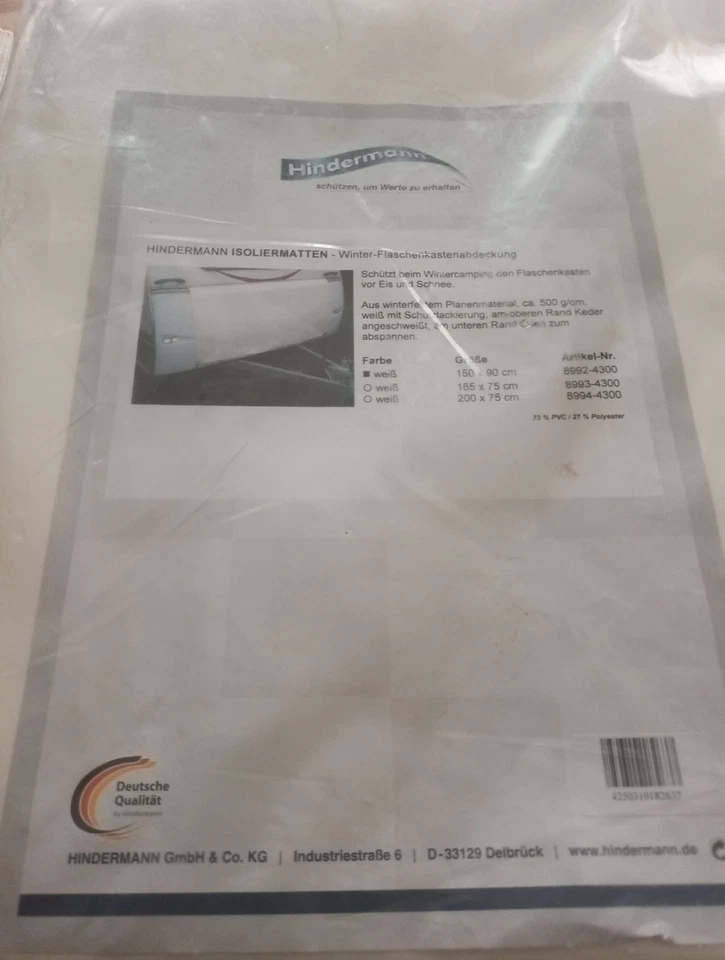 Hindermann
schützen, um Werte zu erhalten
HINDERMANN ISOLIERMATTEN - Winter-Flaschenkastenabdeckung
Schützt beim Wintercamping den Flaschenkasten
vor Eis und Schnee.
Aus winterfestem Planenmaterial, ca. 500 g/qm,
weiß mit Schutzlackierung, am oberen Rand Keder
angeschweißt, am unteren Rand Ösen zum
abspannen.
Farbe Größe Artikel-Nr.
weiß 150 x 90 cm 8992-4300
weiß 165 x 75 cm 8993-4300
weiß 200 x 75 cm 8994-4300
73 % PVC / 27 % Polyester
Deutsche
Qualität
by Hindermann
4250310182637
HINDERMANN GmbH & Co. KG | Industriestraße 6 | D-33129 Delbrück | www.hindermann.de